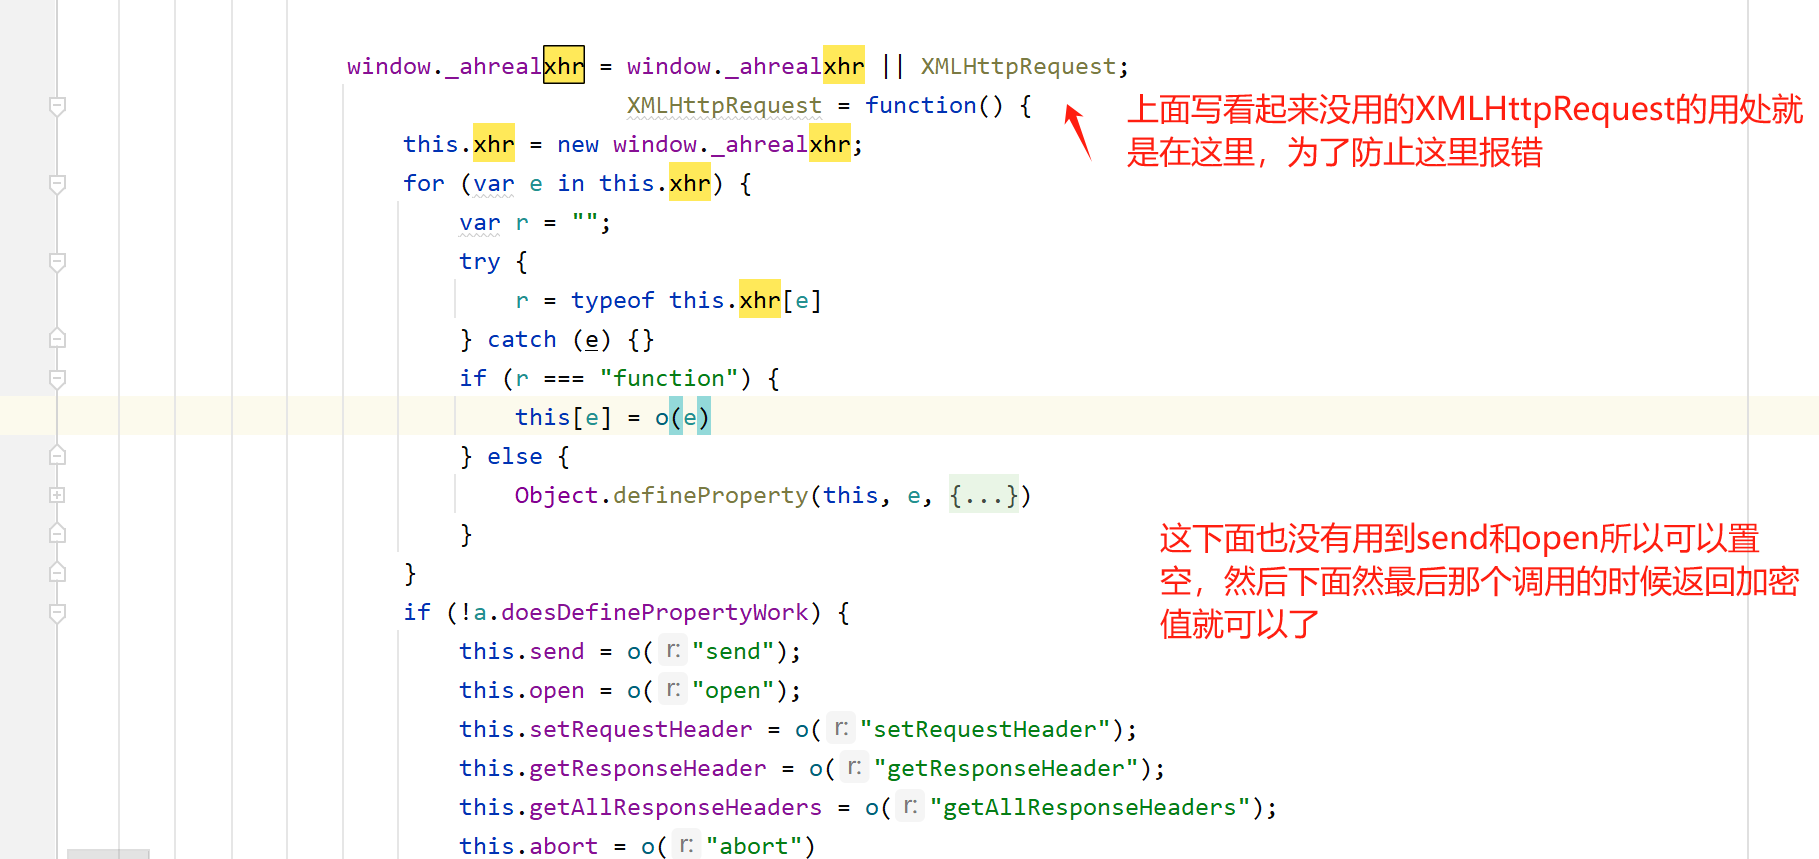 window._ahrealxhr = window._ahrealxhr || XMLHttpRequest;
XMLHttpRequest = function() {
上面写看起来没用的XMLHttpRequest的用处就
是在这里，为了防止这里报错
this.xhr = new window._ahrealxhr;
for (var e in this.xhr) {
var r = "";
try {
r = typeof this.xhr[e]
} catch (e) {}
if (r === "function") {
this[e] = o(e)
} else {
Object.defineProperty(this, e, {...})
}
这下面也没有用到send和open所以可以置
空，然后下面然最后那个调用的时候返回加密
值就可以了
}
if (!a.doesDefinePropertyWork) {
this.send = o( r: "send");
this.open = o( r: "open");
this.setRequestHeader = o( r: "setRequestHeader");
this.getResponseHeader = o( r: "getResponseHeader");
this.getAllResponseHeaders = o( r: "getAllResponseHeaders");
this.abort = o( r: "abort")